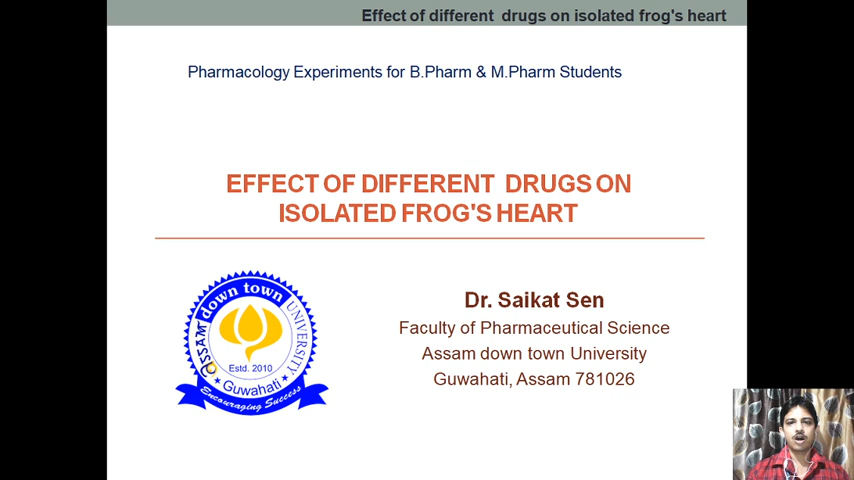 Effect of different drugs on isolated frog's heart
Pharmacology Experiments for B.Pharm & M.Pharm Students
EFFECT OF DIFFERENT DRUGS ON
ISOLATED FROG'S HEART
Dr. Saikat Sen
Faculty of Pharmaceutical Science
Assam down town University
Guwahati, Assam 781026
ASSAM down town UNIVERSITY
Estd. 2010
Guwahati
Encouraging Success